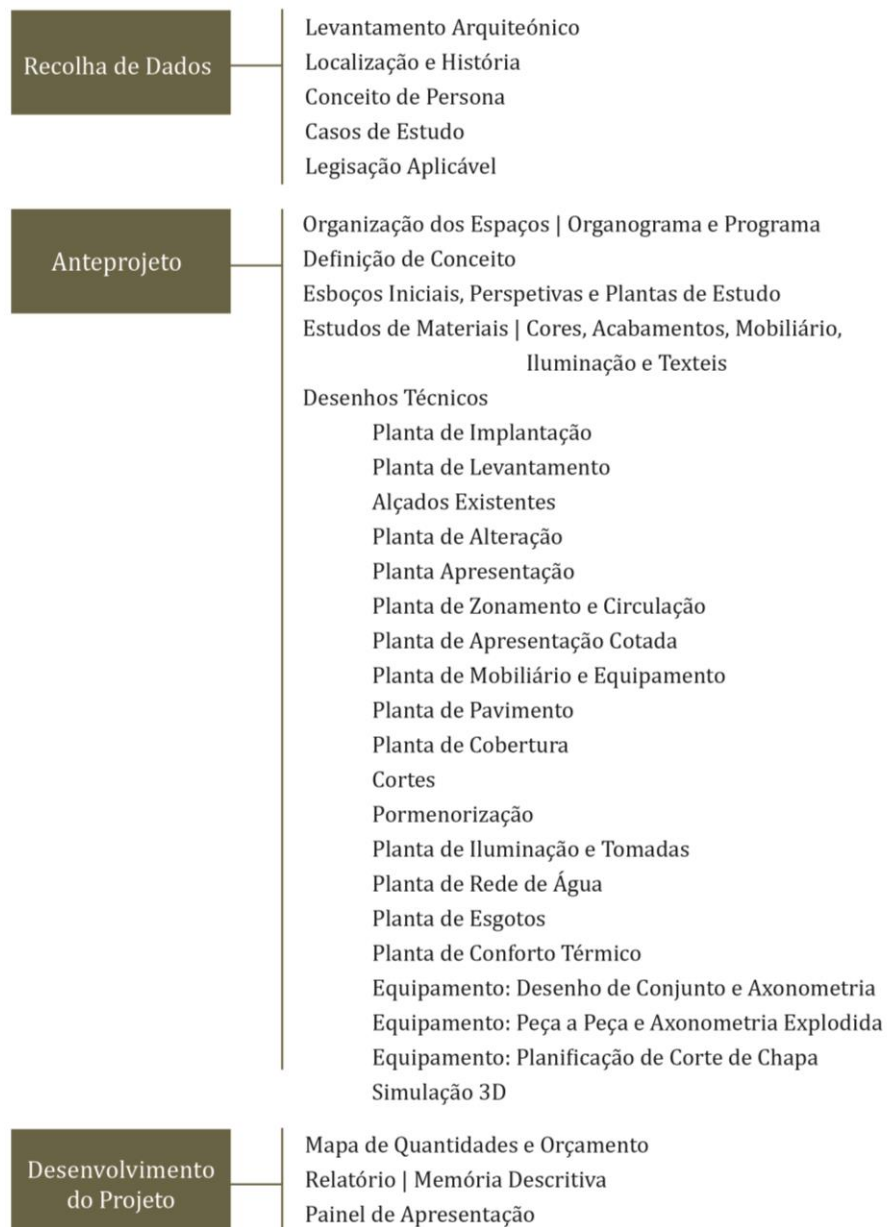 Recolha de Dados
Levantamento Arquiteónico
Localização e História
Conceito de Persona
Casos de Estudo
Legisação Aplicável
Anteprojeto
Organização dos Espaços | Organograma e Programa
Definição de Conceito
Esboços Iniciais, Perspetivas e Plantas de Estudo
Estudos de Materiais | Cores, Acabamentos, Mobiliário,
Iluminação e Texteis
Desenhos Técnicos
Planta de Implantação
Planta de Levantamento
Alçados Existentes
Planta de Alteração
Planta Apresentação
Planta de Zonamento e Circulação
Planta de Apresentação Cotada
Planta de Mobiliário e Equipamento
Planta de Pavimento
Planta de Cobertura
Cortes
Pormenorização
Planta de Iluminação e Tomadas
Planta de Rede de Água
Planta de Esgotos
Planta de Conforto Térmico
Equipamento: Desenho de Conjunto e Axonometria
Equipamento: Peça a Peça e Axonometria Explodida
Equipamento: Planificação de Corte de Chapa
Simulação 3D
Desenvolvimento
do Projeto
Mapa de Quantidades e Orçamento
Relatório | Memória Descritiva
Painel de Apresentação